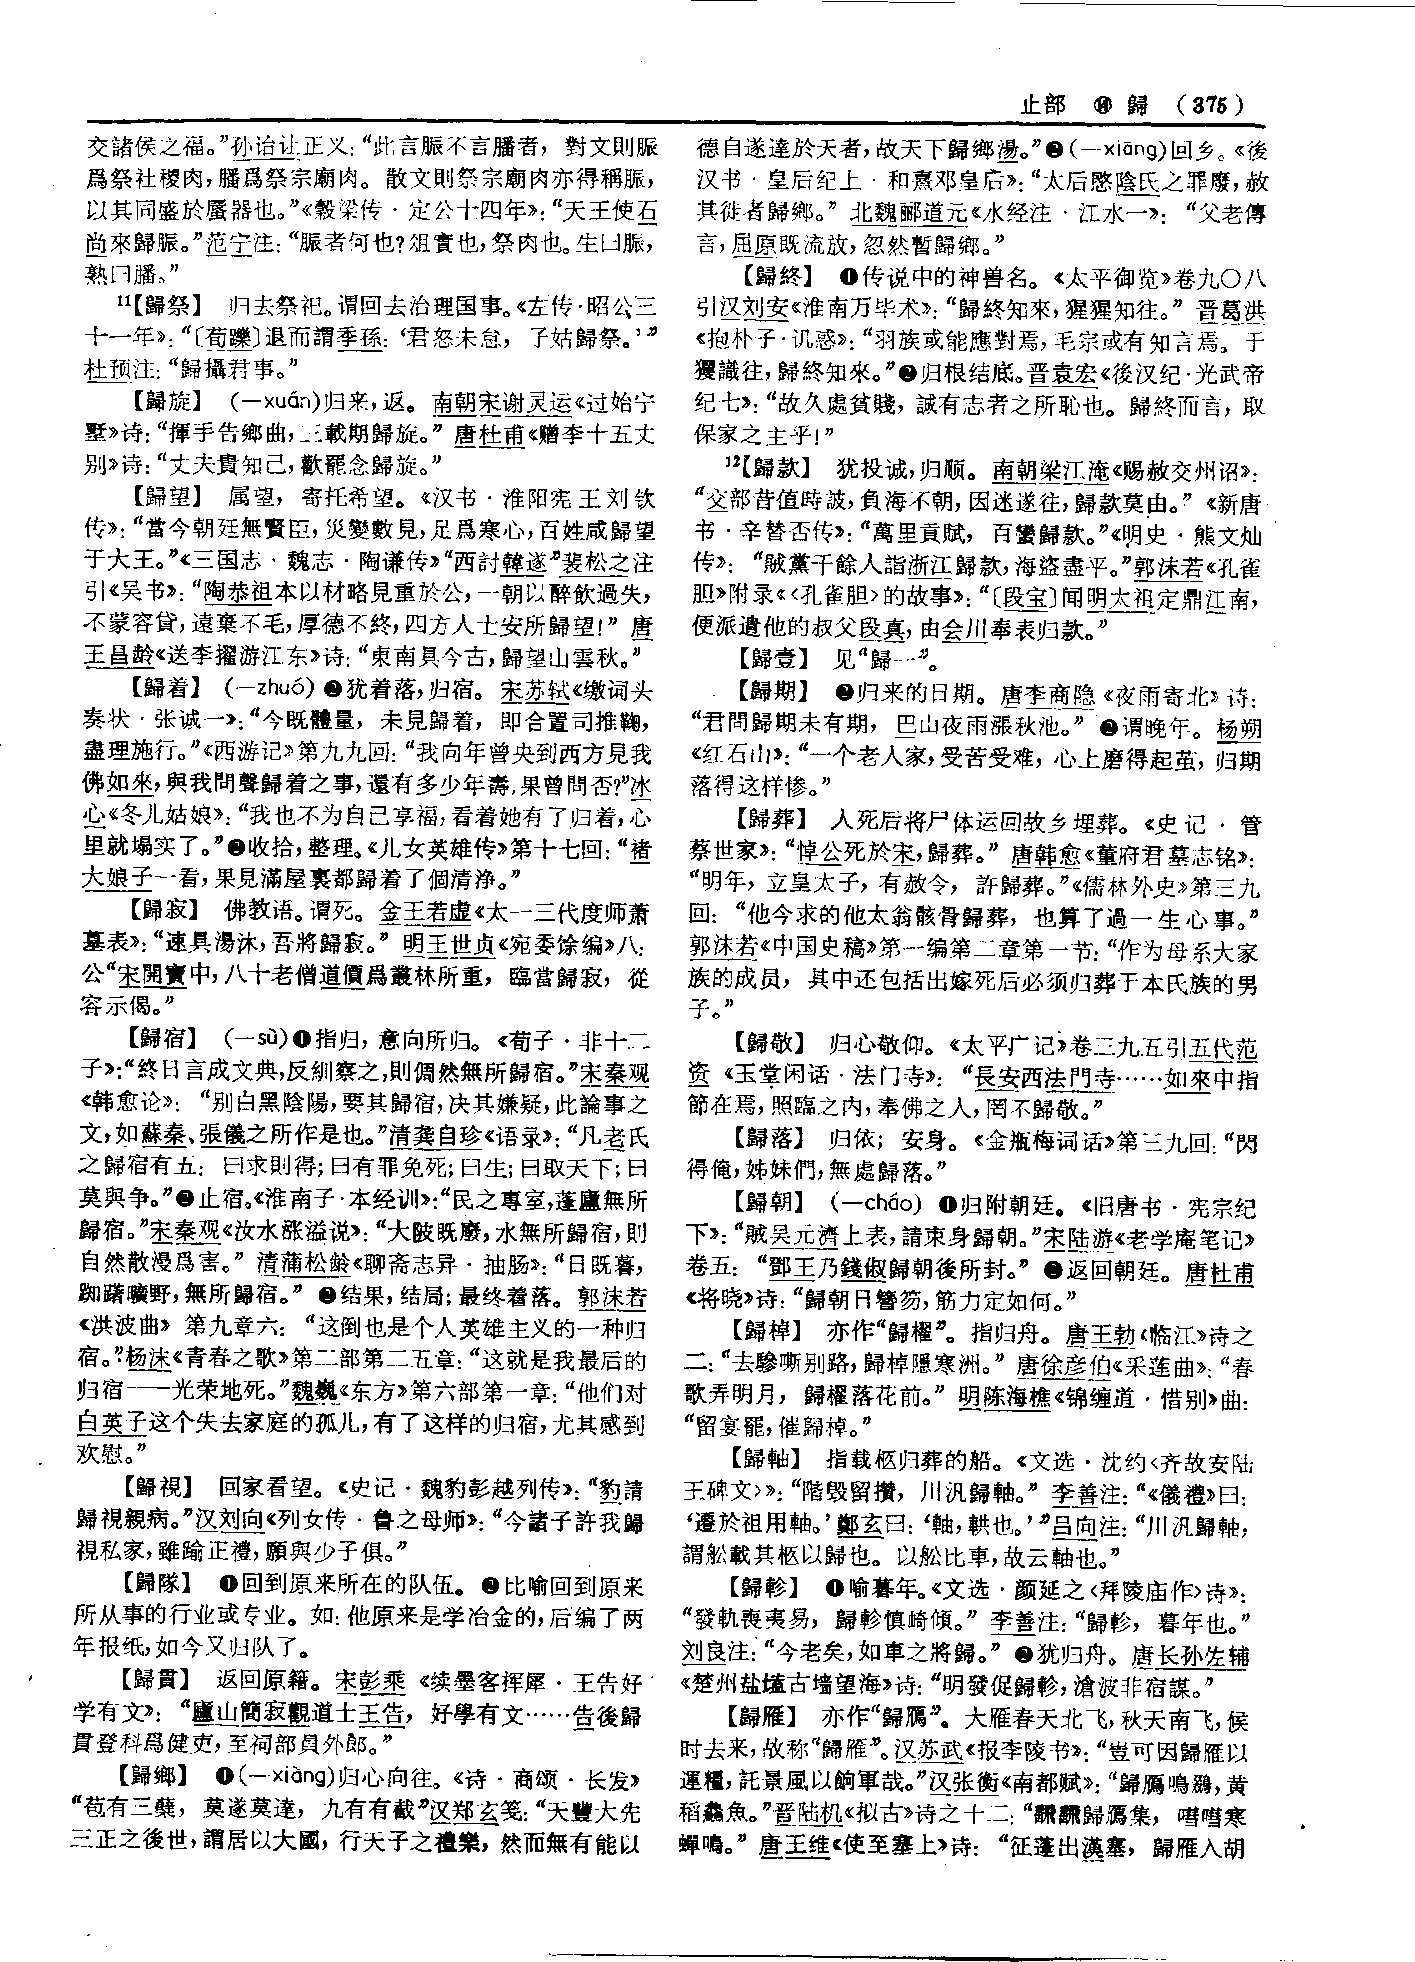 止部 ⑭ 歸 （375）
交諸侯之福。”孙诒让正义：“此言脤不言膰者，對文則脤
爲祭社稷肉，膰爲祭宗廟肉。散文則祭宗廟肉亦得稱脤，
以其同盛於蜃器也。”《穀梁传·定公十四年》：“天王使石
尚來歸脤。”范宁注：“脤者何也？俎實也，祭肉也。生曰脤，
熟曰膰。”
11【歸祭】 归去祭祀。谓回去治理国事。《左传·昭公三
十一年》：“〔荀躒〕退而謂季孫：‘君怒未怠，子姑歸祭。’”
杜预注：“歸攝君事。”
【歸旋】 （—xuán）归来，返。南朝宋谢灵运《过始宁
墅》诗：“揮手告鄉曲，三載期歸旋。”唐杜甫《赠李十五丈
别》诗：“丈夫貴知己，歡罷念歸旋。”
【歸望】 属望，寄托希望。《汉书·淮阳宪王刘钦
传》：“當今朝廷無賢臣，災變數見，足爲寒心，百姓咸歸望
于大王。”《三国志·魏志·陶谦传》“西討韓遂”裴松之注
引《吴书》：“陶恭祖本以材略見重於公，一朝以醉飲過失，
不蒙容貸，遠棄不毛，厚德不終，四方人士安所歸望！”唐
王昌龄《送李擢游江东》诗：“東南具今古，歸望山雲秋。”
【歸着】 （—zhuó）❶犹着落，归宿。宋苏轼《缴词头
奏状·张诚一》：“今既體量，未見歸着，即合置司推鞫，
盡理施行。”《西游记》第九九回：“我向年曾央到西方見我
佛如來，與我問聲歸着之事，還有多少年壽，果曾問否？”冰
心《冬儿姑娘》：“我也不为自己享福，看着她有了归着，心
里就塌实了。”❷收拾，整理。《儿女英雄传》第十七回：“褚
大娘子一看，果見滿屋裏都歸着了個清淨。”
【歸寂】 佛教语。谓死。金王若虚《太一三代度师萧
墓表》：“速具湯沐，吾將歸寂。”明王世贞《宛委馀编》八：
公“宋開寶中，八十老僧道價爲叢林所重，臨當歸寂，從
容示偈。”
【歸宿】 （—sù）❶指归，意向所归。《荀子·非十二
子》：“終日言成文典，反紃察之，則倜然無所歸宿。”宋秦观
《韩愈论》：“别白黑陰陽，要其歸宿，决其嫌疑，此論事之
文，如蘇秦、張儀之所作是也。”清龚自珍《语录》：“凡老氏
之歸宿有五：曰求則得；曰有罪免死；曰生；曰取天下；曰
莫與争。”❷止宿。《淮南子·本经训》：“民之專室，蓬廬無所
歸宿。”宋秦观《汝水涨溢说》：“大陂既廢，水無所歸宿，則
自然散漫爲害。”清蒲松龄《聊斋志异·抽肠》：“日既暮，
踟躇曠野，無所歸宿。”❸结果，结局；最终着落。郭沫若
《洪波曲》第九章六：“这倒也是个人英雄主义的一种归
宿。”杨沫《青春之歌》第二部第二五章：“这就是我最后的
归宿——光荣地死。”魏巍《东方》第六部第一章：“他们对
白英子这个失去家庭的孤儿，有了这样的归宿，尤其感到
欢慰。”
【歸視】 回家看望。《史记·魏豹彭越列传》：“豹請
歸視親病。”汉刘向《列女传·鲁之母师》：“今諸子許我歸
視私家，雖踰正禮，願與少子俱。”
【歸隊】 ❶回到原来所在的队伍。❷比喻回到原来
所从事的行业或专业。如：他原来是学冶金的，后编了两
年报纸，如今又归队了。
【歸貫】 返回原籍。宋彭乘《续墨客挥犀·王告好
学有文》：“廬山簡寂觀道士王告，好學有文……告後歸
貫登科爲健吏，至祠部員外郎。”
【歸鄉】 ❶（—xiàng）归心向往。《诗·商颂·长发》
“苞有三蘖，莫遂莫達，九有有截”汉郑玄笺：“天豐大先
三正之後世，謂居以大國，行天子之禮樂，然而無有能以
德自遂達於天者，故天下歸鄉湯。”❷（—xiāng）回乡。《後
汉书·皇后纪上·和熹邓皇后》：“太后愍陰氏之罪廢，赦
其徙者歸鄉。”北魏郦道元《水经注·江水一》：“父老傳
言，屈原既流放，忽然暫歸鄉。”
【歸終】 ❶传说中的神兽名。《太平御览》卷九〇八
引汉刘安《淮南万毕术》：“歸終知來，猩猩知往。”晋葛洪
《抱朴子·讥惑》：“羽族或能應對焉，毛宗或有知言焉。于
玃識往，歸終知來。”❷归根结底。晋袁宏《後汉纪·光武帝
纪七》：“故久處貧賤，誠有志者之所恥也。歸終而言，取
保家之主乎！”
12【歸款】 犹投诚，归顺。南朝梁江淹《赐赦交州诏》：
“交部昔值時詖，負海不朝，因迷遂往，歸款莫由。”《新唐
书·辛替否传》：“萬里貢賦，百蠻歸款。”《明史·熊文灿
传》：“賊黨千餘人詣浙江歸款，海盜盡平。”郭沫若《孔雀
胆》附录《〈孔雀胆〉的故事》：“〔段宝〕闻明太祖定鼎江南，
便派遣他的叔父段真，由会川奉表归款。”
【歸壹】 见“歸一”。
【歸期】 ❶归来的日期。唐李商隐《夜雨寄北》诗：
“君問歸期未有期，巴山夜雨漲秋池。”❷谓晚年。杨朔
《红石山》：“一个老人家，受苦受难，心上磨得起茧，归期
落得这样惨。”
【歸葬】 人死后将尸体运回故乡埋葬。《史记·管
蔡世家》：“悼公死於宋，歸葬。”唐韩愈《董府君墓志铭》：
“明年，立皇太子，有赦令，許歸葬。”《儒林外史》第三九
回：“他今求的他太翁骸骨歸葬，也算了過一生心事。”
郭沫若《中国史稿》第一编第二章第一节：“作为母系大家
族的成员，其中还包括出嫁死后必须归葬于本氏族的男
子。”
【歸敬】 归心敬仰。《太平广记》卷三九五引五代范
资《玉堂闲话·法门寺》：“長安西法門寺……如來中指
節在焉，照臨之内，奉佛之人，罔不歸敬。”
【歸落】 归依；安身。《金瓶梅词话》第三九回：“閃
得俺，姊妹們，無處歸落。”
【歸朝】 （—cháo）❶归附朝廷。《旧唐书·宪宗纪
下》：“賊吴元濟上表，請束身歸朝。”宋陆游《老学庵笔记》
卷五：“鄧王乃錢俶歸朝後所封。”❷返回朝廷。唐杜甫
《将晓》诗：“歸朝日簪笏，筋力定如何。”
【歸棹】 亦作“歸櫂”。指归舟。唐王勃《临江》诗之
二：“去驂嘶别路，歸棹隱寒洲。”唐徐彦伯《采莲曲》：“春
歌弄明月，歸櫂落花前。”明陈海樵《锦缠道·惜别》曲：
“留宴罷，催歸棹。”
【歸軸】 指载柩归葬的船。《文选·沈约〈齐故安陆
王碑文〉》：“階毁留攢，川汎歸軸。”李善注：“《儀禮》曰：
‘遷於祖用軸。’鄭玄曰：‘軸，輁也。’”吕向注：“川汎歸軸，
謂舩載其柩以歸也。以舩比車，故云軸也。”
【歸軫】 ❶喻暮年。《文选·颜延之〈拜陵庙作〉诗》：
“發軌喪夷易，歸軫慎崎傾。”李善注：“歸軫，暮年也。”
刘良注：“今老矣，如車之將歸。”❷犹归舟。唐长孙佐辅
《楚州盐壒古墙望海》诗：“明發促歸軫，滄波非宿謀。”
【歸雁】 亦作“歸鴈”。大雁春天北飞，秋天南飞，候
时去来，故称“歸雁”。汉苏武《报李陵书》：“豈可因歸雁以
運糧，託景風以餉軍哉。”汉张衡《南都赋》：“歸鴈鳴鵽，黄
稻鱻魚。”晋陆机《拟古》诗之十二：“翩翩歸鴈集，嘒嘒寒
蟬鳴。”唐王维《使至塞上》诗：“征蓬出漢塞，歸雁入胡